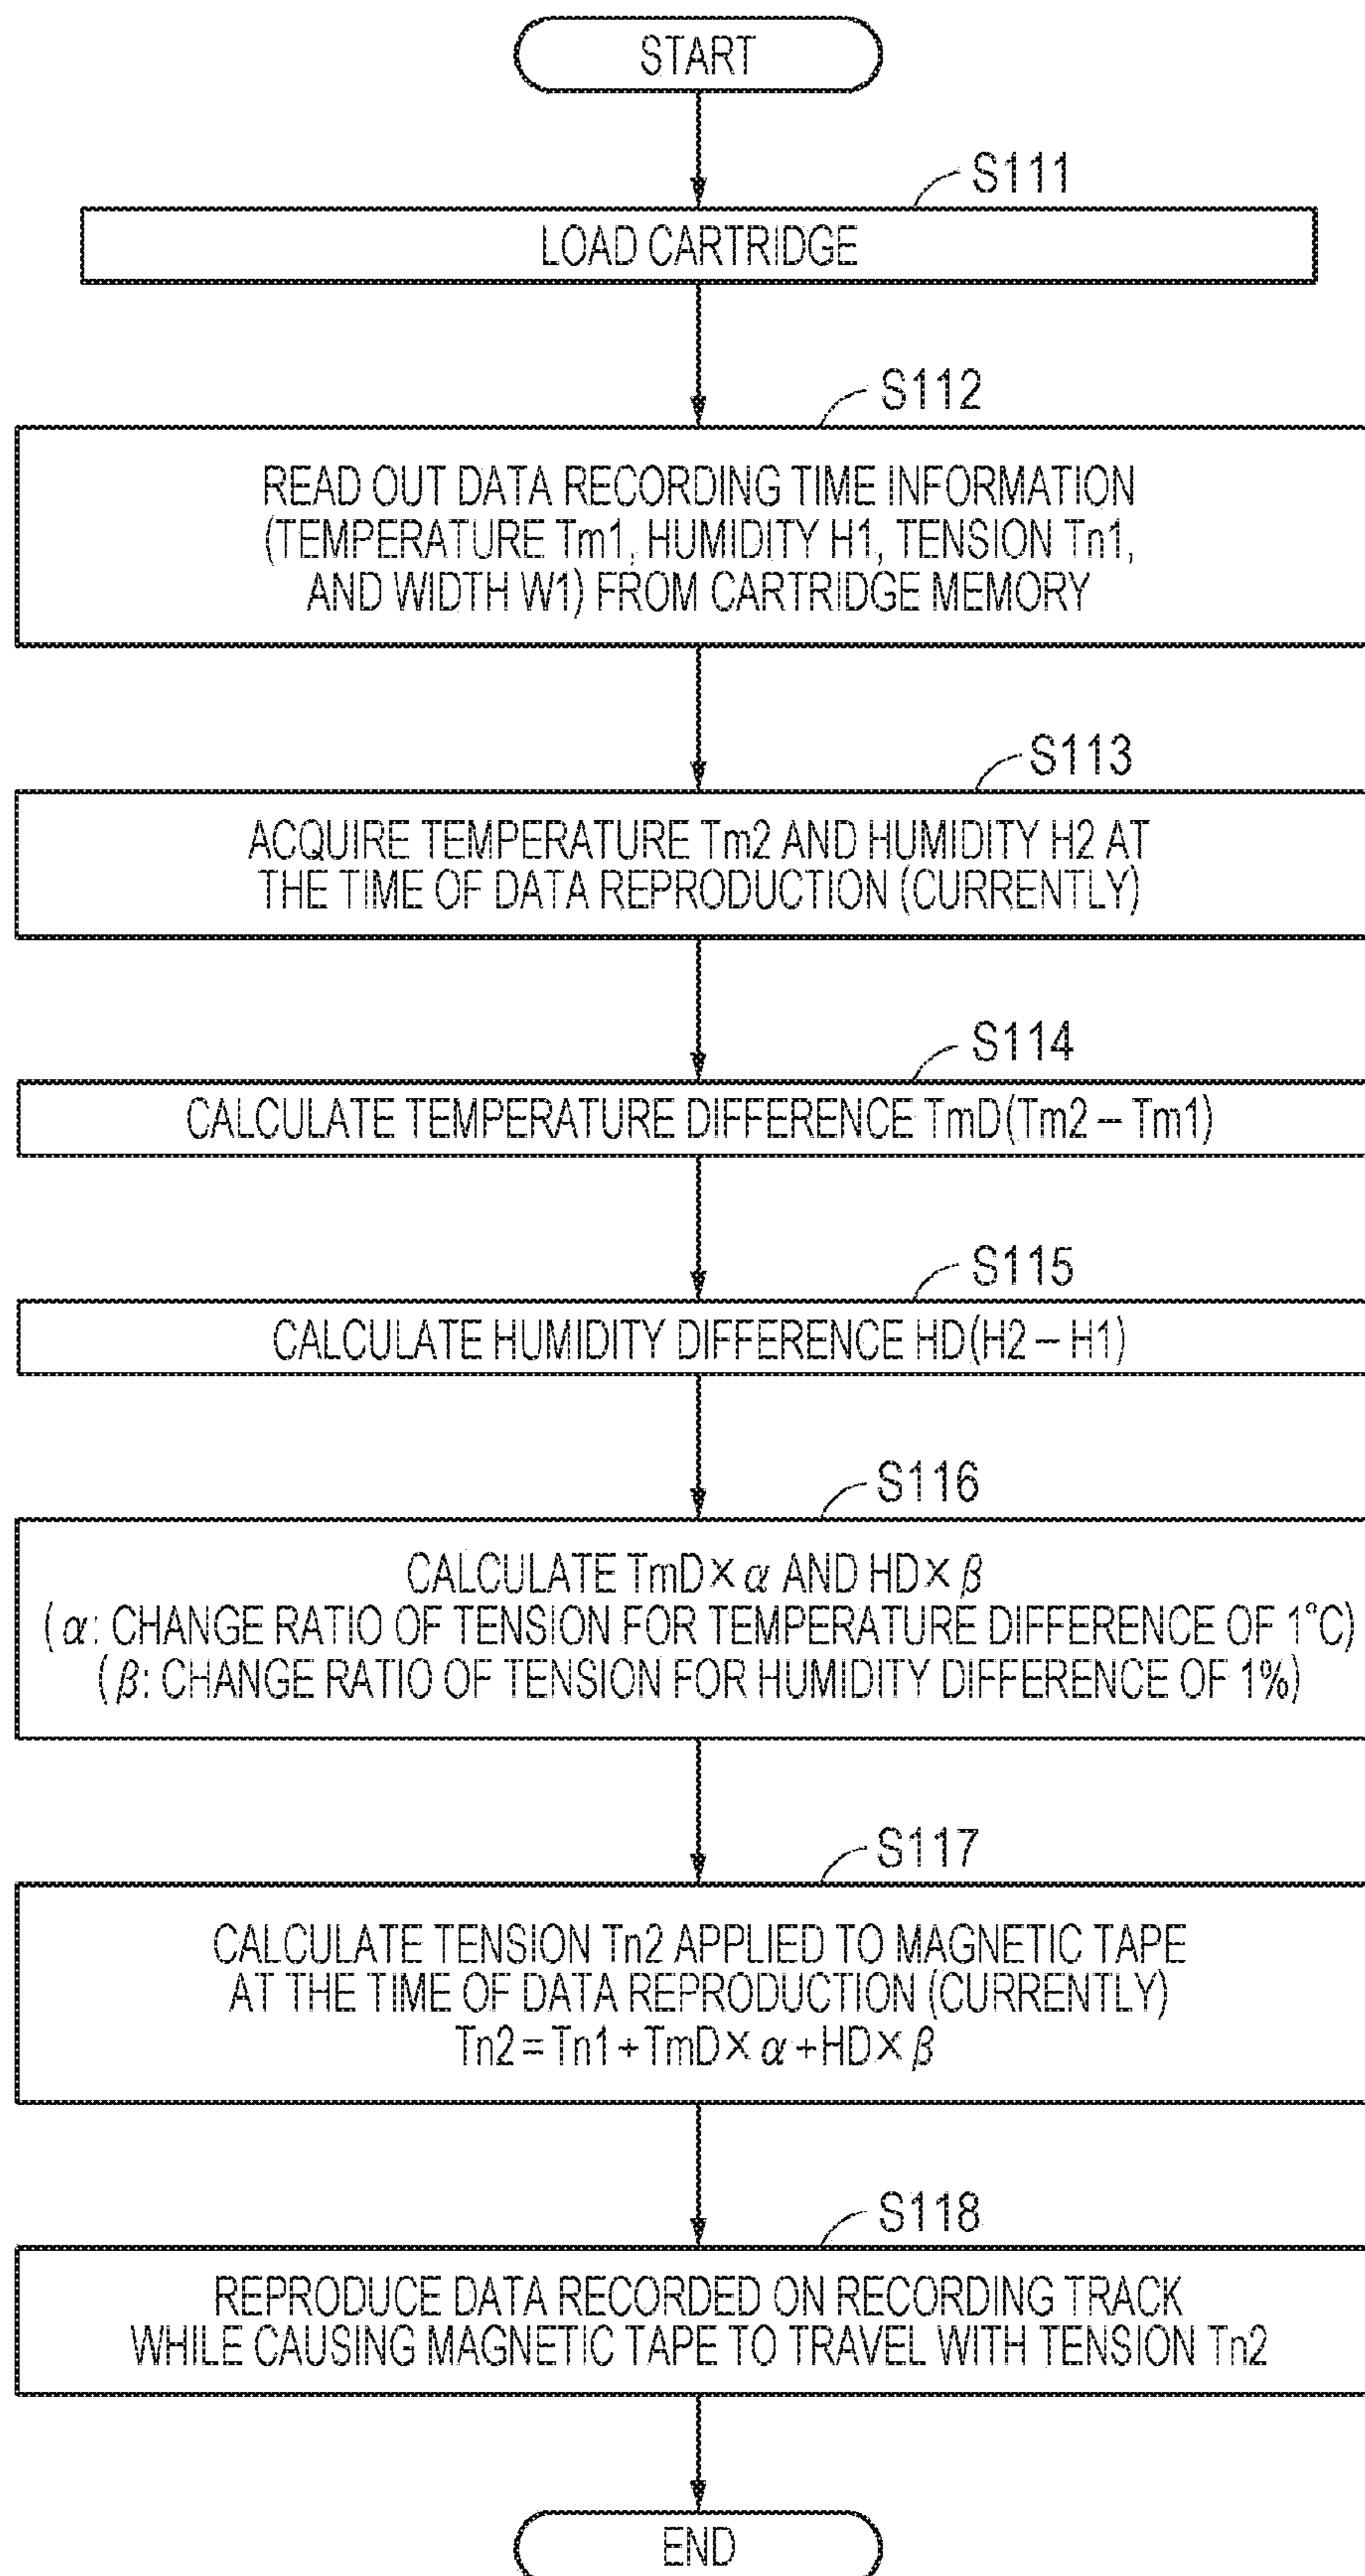 START
S111
LOAD CARTRIDGE
S112
READ OUT DATA RECORDING TIME INFORMATION
(TEMPERATURE Tm1, HUMIDITY H1, TENSION Tn1,
AND WIDTH W1) FROM CARTRIDGE MEMORY
S113
ACQUIRE TEMPERATURE Tm2 AND HUMIDITY H2 AT
THE TIME OF DATA REPRODUCTION (CURRENTLY)
S114
CALCULATE TEMPERATURE DIFFERENCE TmD(Tm2 – Tm1)
S115
CALCULATE HUMIDITY DIFFERENCE HD(H2 – H1)
S116
CALCULATE TmD × α AND HD × β
(α: CHANGE RATIO OF TENSION FOR TEMPERATURE DIFFERENCE OF 1°C)
(β: CHANGE RATIO OF TENSION FOR HUMIDITY DIFFERENCE OF 1%)
S117
CALCULATE TENSION Tn2 APPLIED TO MAGNETIC TAPE
AT THE TIME OF DATA REPRODUCTION (CURRENTLY)
Tn2 = Tn1 + TmD × α + HD × β
S118
REPRODUCE DATA RECORDED ON RECORDING TRACK
WHILE CAUSING MAGNETIC TAPE TO TRAVEL WITH TENSION Tn2
END